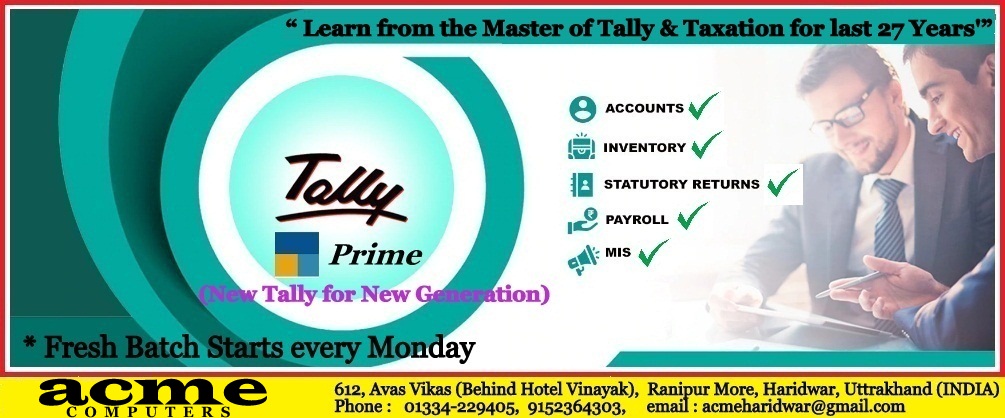 “ Learn from the Master of Tally & Taxation for last 27 Years'”
ACCOUNTS
INVENTORY
STATUTORY RETURNS
PAYROLL
MIS
Tally
Prime
(New Tally for New Generation)
* Fresh Batch Starts every Monday
acme
COMPUTERS
612, Avas Vikas (Behind Hotel Vinayak), Ranipur More, Haridwar, Uttrakhand (INDIA)
Phone : 01334-229405, 9152364303, email : acmeharidwar@gmail.com